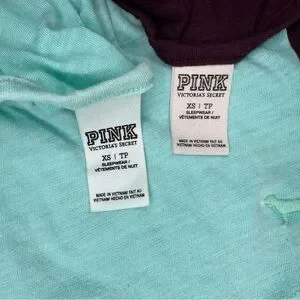 PINK
VICTORIA'S SECRET
XS | TP
SLEEPWEAR /
VÊTEMENTS DE NUIT
MADE IN VIETNAM/ FAIT AU
VIETNAM/ HECHO EN VIETNAM
PINK
VICTORIA'S SECRET
XS | TP
SLEEPWEAR /
VÊTEMENTS DE NUIT
MADE IN VIETNAM/ FAIT AU
VIETNAM/ HECHO EN VIETNAM